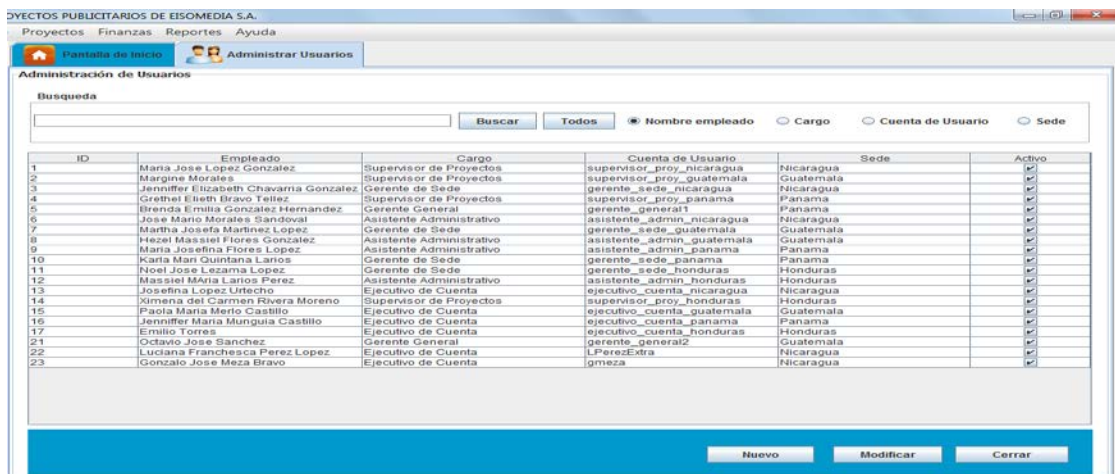 OYECTOS PUBLICITARIOS DE EISOMEDIA S.A.
Proyectos Finanzas Reportes Ayuda
Pantalla de Inicio Administrar Usuarios
Administración de Usuarios
Busqueda
Buscar Todos Nombre empleado Cargo Cuenta de Usuario Sede
ID Empleado Cargo Cuenta de Usuario Sede Activo
1 Maria Jose Lopez Gonzalez Supervisor de Proyectos supervisor_proy_nicaragua Nicaragua
2 Margine Morales Supervisor de Proyectos supervisor_proy_guatemala Guatemala
3 Jenniffer Elizabeth Chavarria Gonzalez Gerente de Sede gerente_sede_nicaragua Nicaragua
4 Grethel Elieth Bravo Tellez Supervisor de Proyectos supervisor_proy_panama Panama
5 Brenda Emilia Gonzalez Hernandez Gerente General gerente_general1 Panama
6 Jose Mario Morales Sandoval Asistente Administrativo asistente_admin_nicaragua Nicaragua
7 Martha Josefa Martinez Lopez Gerente de Sede gerente_sede_guatemala Guatemala
8 Hezel Massiel Flores Gonzalez Asistente Administrativo asistente_admin_guatemala Guatemala
9 Maria Josefina Flores Lopez Asistente Administrativo asistente_admin_panama Panama
10 Karla Mari Quintana Larios Gerente de Sede gerente_sede_panama Panama
11 Noel Jose Lezama Lopez Gerente de Sede gerente_sede_honduras Honduras
12 Massiel MAria Larios Perez Asistente Administrativo asistente_admin_honduras Honduras
13 Josefina Lopez Urtecho Ejecutivo de Cuenta ejecutivo_cuenta_nicaragua Nicaragua
14 Ximena del Carmen Rivera Moreno Supervisor de Proyectos supervisor_proy_honduras Honduras
15 Paola Maria Merlo Castillo Ejecutivo de Cuenta ejecutivo_cuenta_guatemala Guatemala
16 Jenniffer Maria Munguia Castillo Ejecutivo de Cuenta ejecutivo_cuenta_panama Panama
17 Emilio Torres Ejecutivo de Cuenta ejecutivo_cuenta_honduras Honduras
21 Octavio Jose Sanchez Gerente General gerente_general2 Guatemala
22 Luciana Franchesca Perez Lopez Ejecutivo de Cuenta LPerezExtra Nicaragua
23 Gonzalo Jose Meza Bravo Ejecutivo de Cuenta gmeza Nicaragua
Nuevo Modificar Cerrar